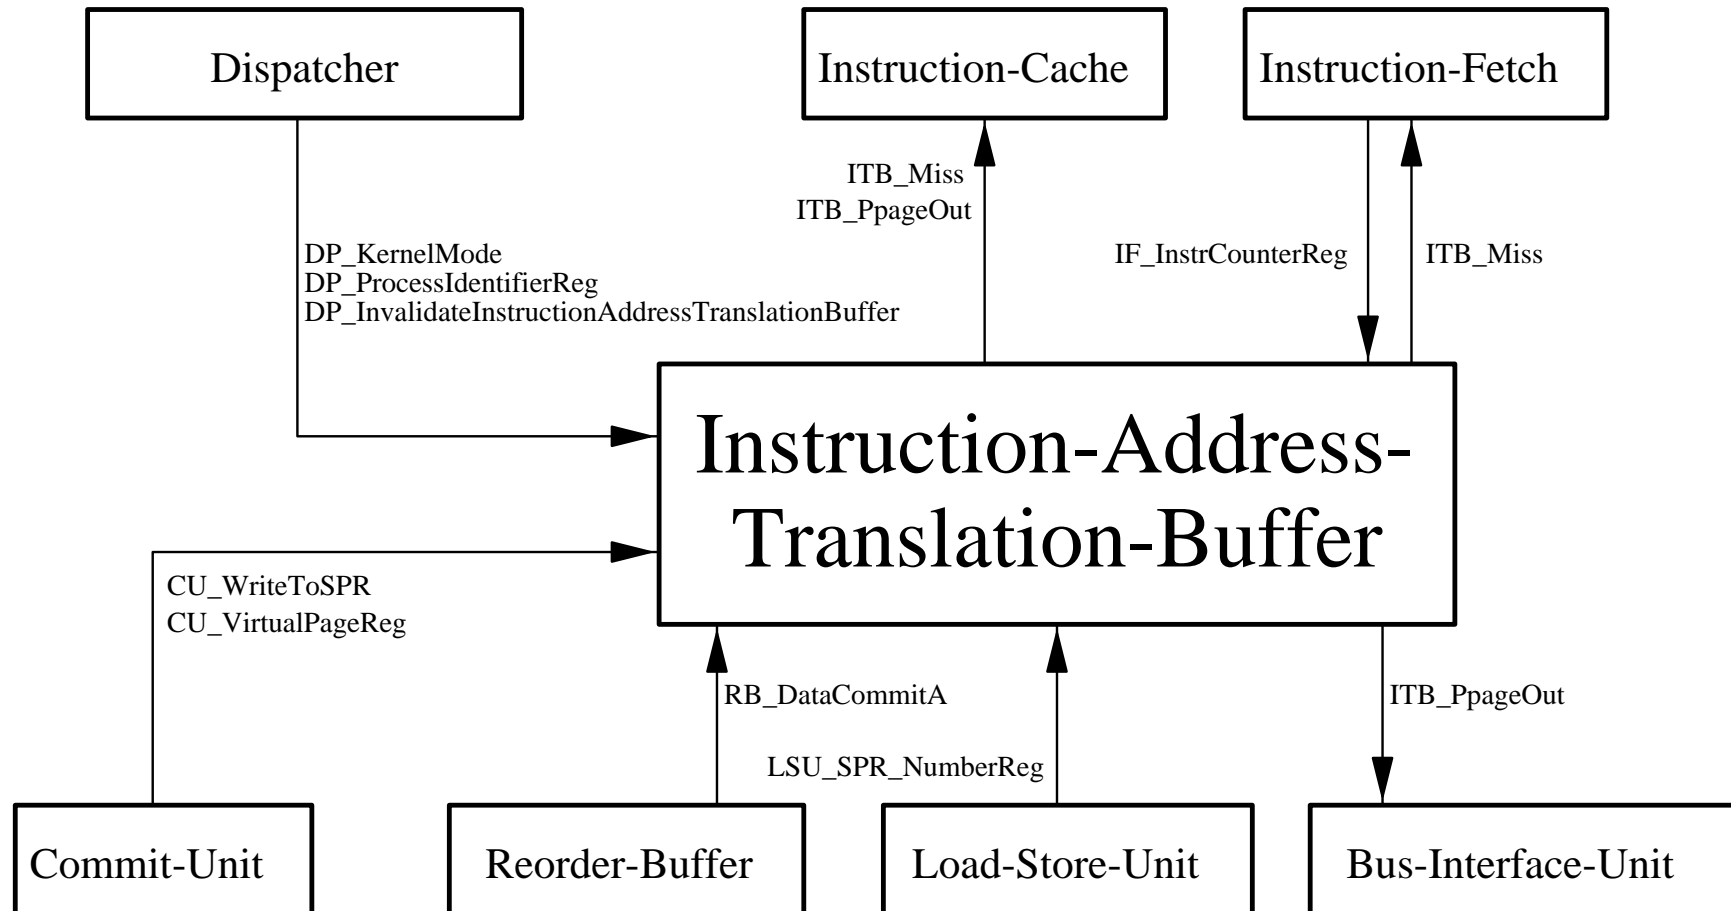 Dispatcher
Instruction-Cache
Instruction-Fetch
ITB_Miss
ITB_PpageOut
DP_KernelMode
DP_ProcessIdentifierReg
DP_InvalidateInstructionAddressTranslationBuffer
IF_InstrCounterReg
ITB_Miss
Instruction-Address-
Translation-Buffer
CU_WriteToSPR
CU_VirtualPageReg
RB_DataCommitA
LSU_SPR_NumberReg
ITB_PpageOut
Commit-Unit
Reorder-Buffer
Load-Store-Unit
Bus-Interface-Unit